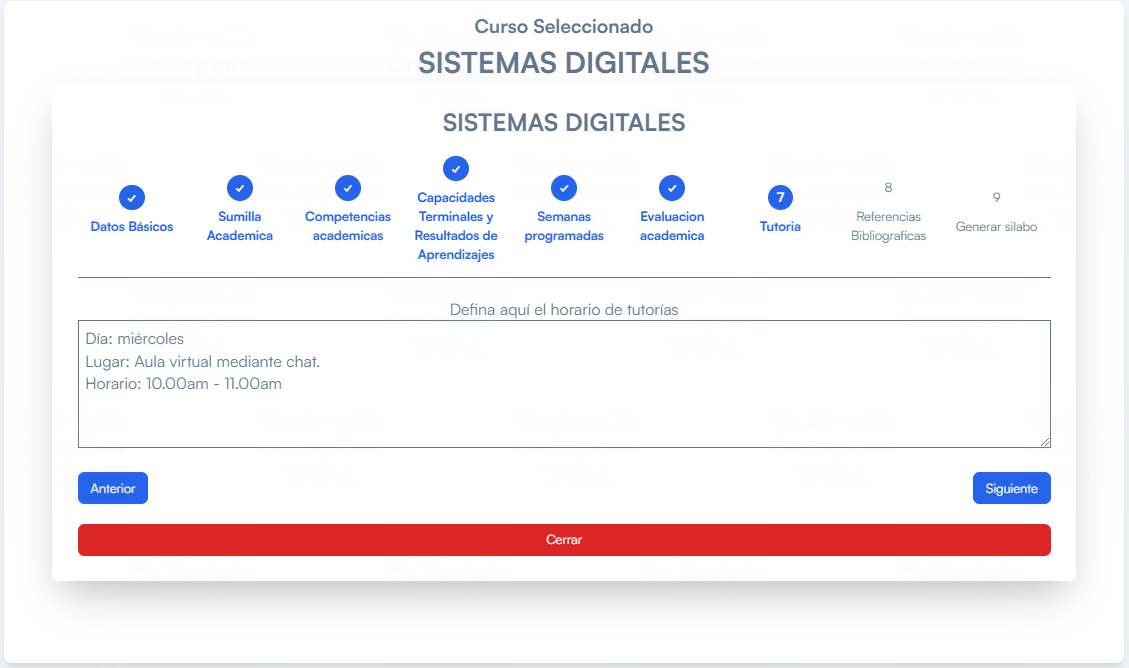 Curso Seleccionado
SISTEMAS DIGITALES
SISTEMAS DIGITALES
Datos Básicos
Sumilla
Academica
Competencias
academicas
Capacidades
Terminales y
Resultados de
Aprendizajes
Semanas
programadas
Evaluacion
academica
7
Tutoria
8
Referencias
Bibliograficas
9
Generar silabo
Defina aquí el horario de tutorías
Día: miércoles
Lugar: Aula virtual mediante chat.
Horario: 10.00am - 11.00am
Anterior
Siguiente
Cerrar